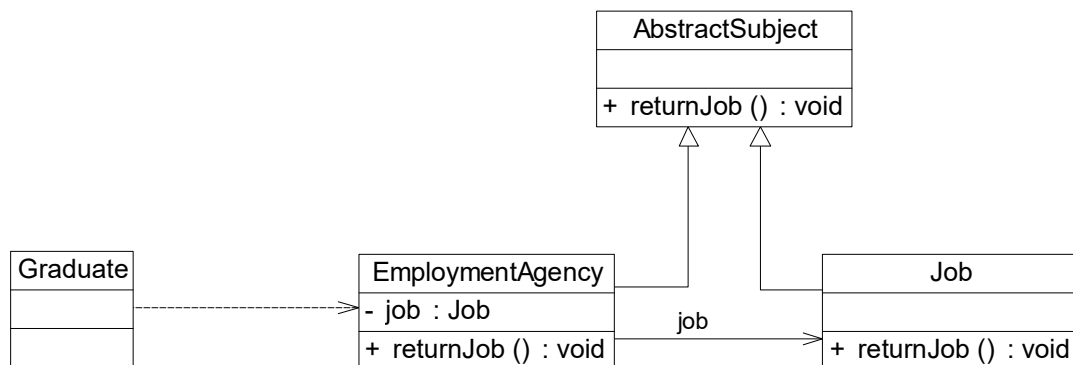 AbstractSubject
+ returnJob () : void
Graduate
EmploymentAgency
- job : Job
+ returnJob () : void
job
Job
+ returnJob () : void